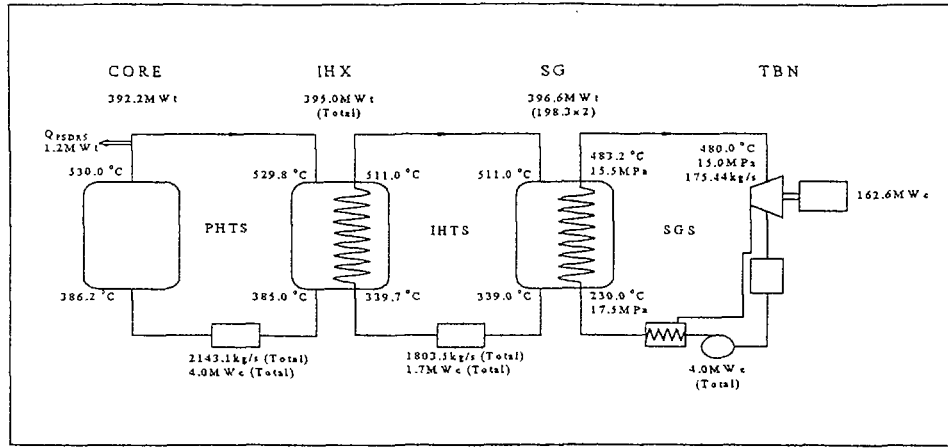 CORE
392.2MWt
IHX
395.0MWt
(Total)
SG
396.6MWt
(198.3×2)
TBN
QPSDRS
1.2MWt
530.0 °C
386.2 °C
PHTS
2143.1kg/s (Total)
4.0MWe (Total)
529.8 °C
385.0 °C
511.0 °C
339.7 °C
IHTS
1803.5kg/s (Total)
1.7MWe (Total)
511.0 °C
339.0 °C
483.2 °C
15.5MPa
230.0 °C
17.5MPa
SGS
480.0 °C
15.0MPa
175.44kg/s
162.6MWe
4.0MWe
(Total)